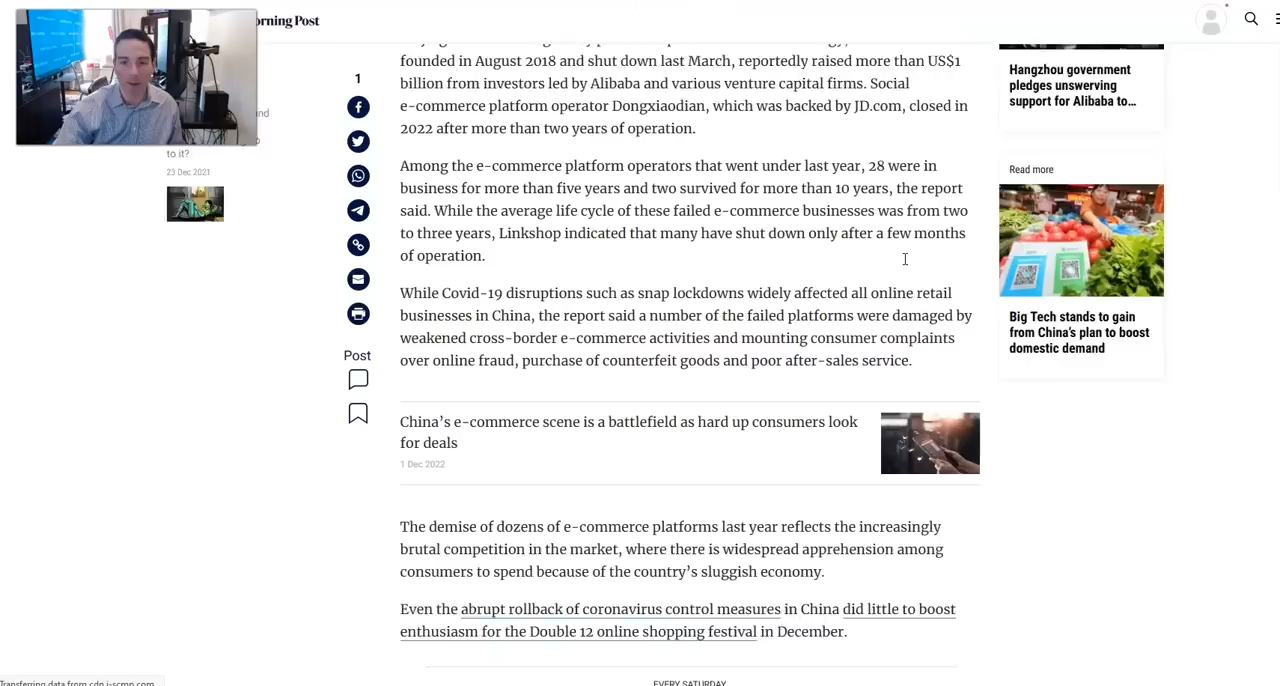 orning Post
1
founded in August 2018 and shut down last March, reportedly raised more than US$1
billion from investors led by Alibaba and various venture capital firms. Social
e-commerce platform operator Dongxiaodian, which was backed by JD.com, closed in
2022 after more than two years of operation.
Among the e-commerce platform operators that went under last year, 28 were in
business for more than five years and two survived for more than 10 years, the report
said. While the average life cycle of these failed e-commerce businesses was from two
to three years, Linkshop indicated that many have shut down only after a few months
of operation.
While Covid-19 disruptions such as snap lockdowns widely affected all online retail
businesses in China, the report said a number of the failed platforms were damaged by
weakened cross-border e-commerce activities and mounting consumer complaints
over online fraud, purchase of counterfeit goods and poor after-sales service.
China's e-commerce scene is a battlefield as hard up consumers look
for deals
1 Dec 2022
The demise of dozens of e-commerce platforms last year reflects the increasingly
brutal competition in the market, where there is widespread apprehension among
consumers to spend because of the country's sluggish economy.
Even the abrupt rollback of coronavirus control measures in China did little to boost
enthusiasm for the Double 12 online shopping festival in December.
EVERY SATURDAY
nd
to it?
23 Dec 2021
Post
Hangzhou government
pledges unswerving
support for Alibaba to...
Read more
Big Tech stands to gain
from China's plan to boost
domestic demand
Transferring data from cdn.i-scmp.com...